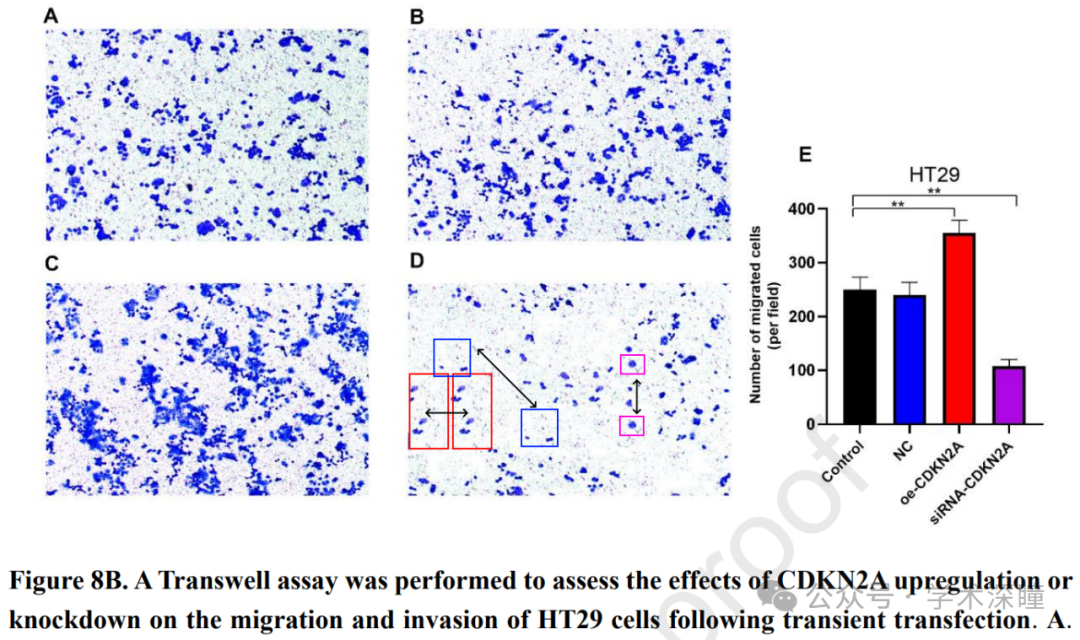 A
B
C
D
E
HT29
**
**
400
300
200
100
0
Number of migrated cells
(per field)
Control
NC
oe-CDKN2A
siRNA-CDKN2A
proof
公众号 · 学术深瞳
Figure 8B. A Transwell assay was performed to assess the effects of CDKN2A upregulation or
knockdown on the migration and invasion of HT29 cells following transient transfection. A.